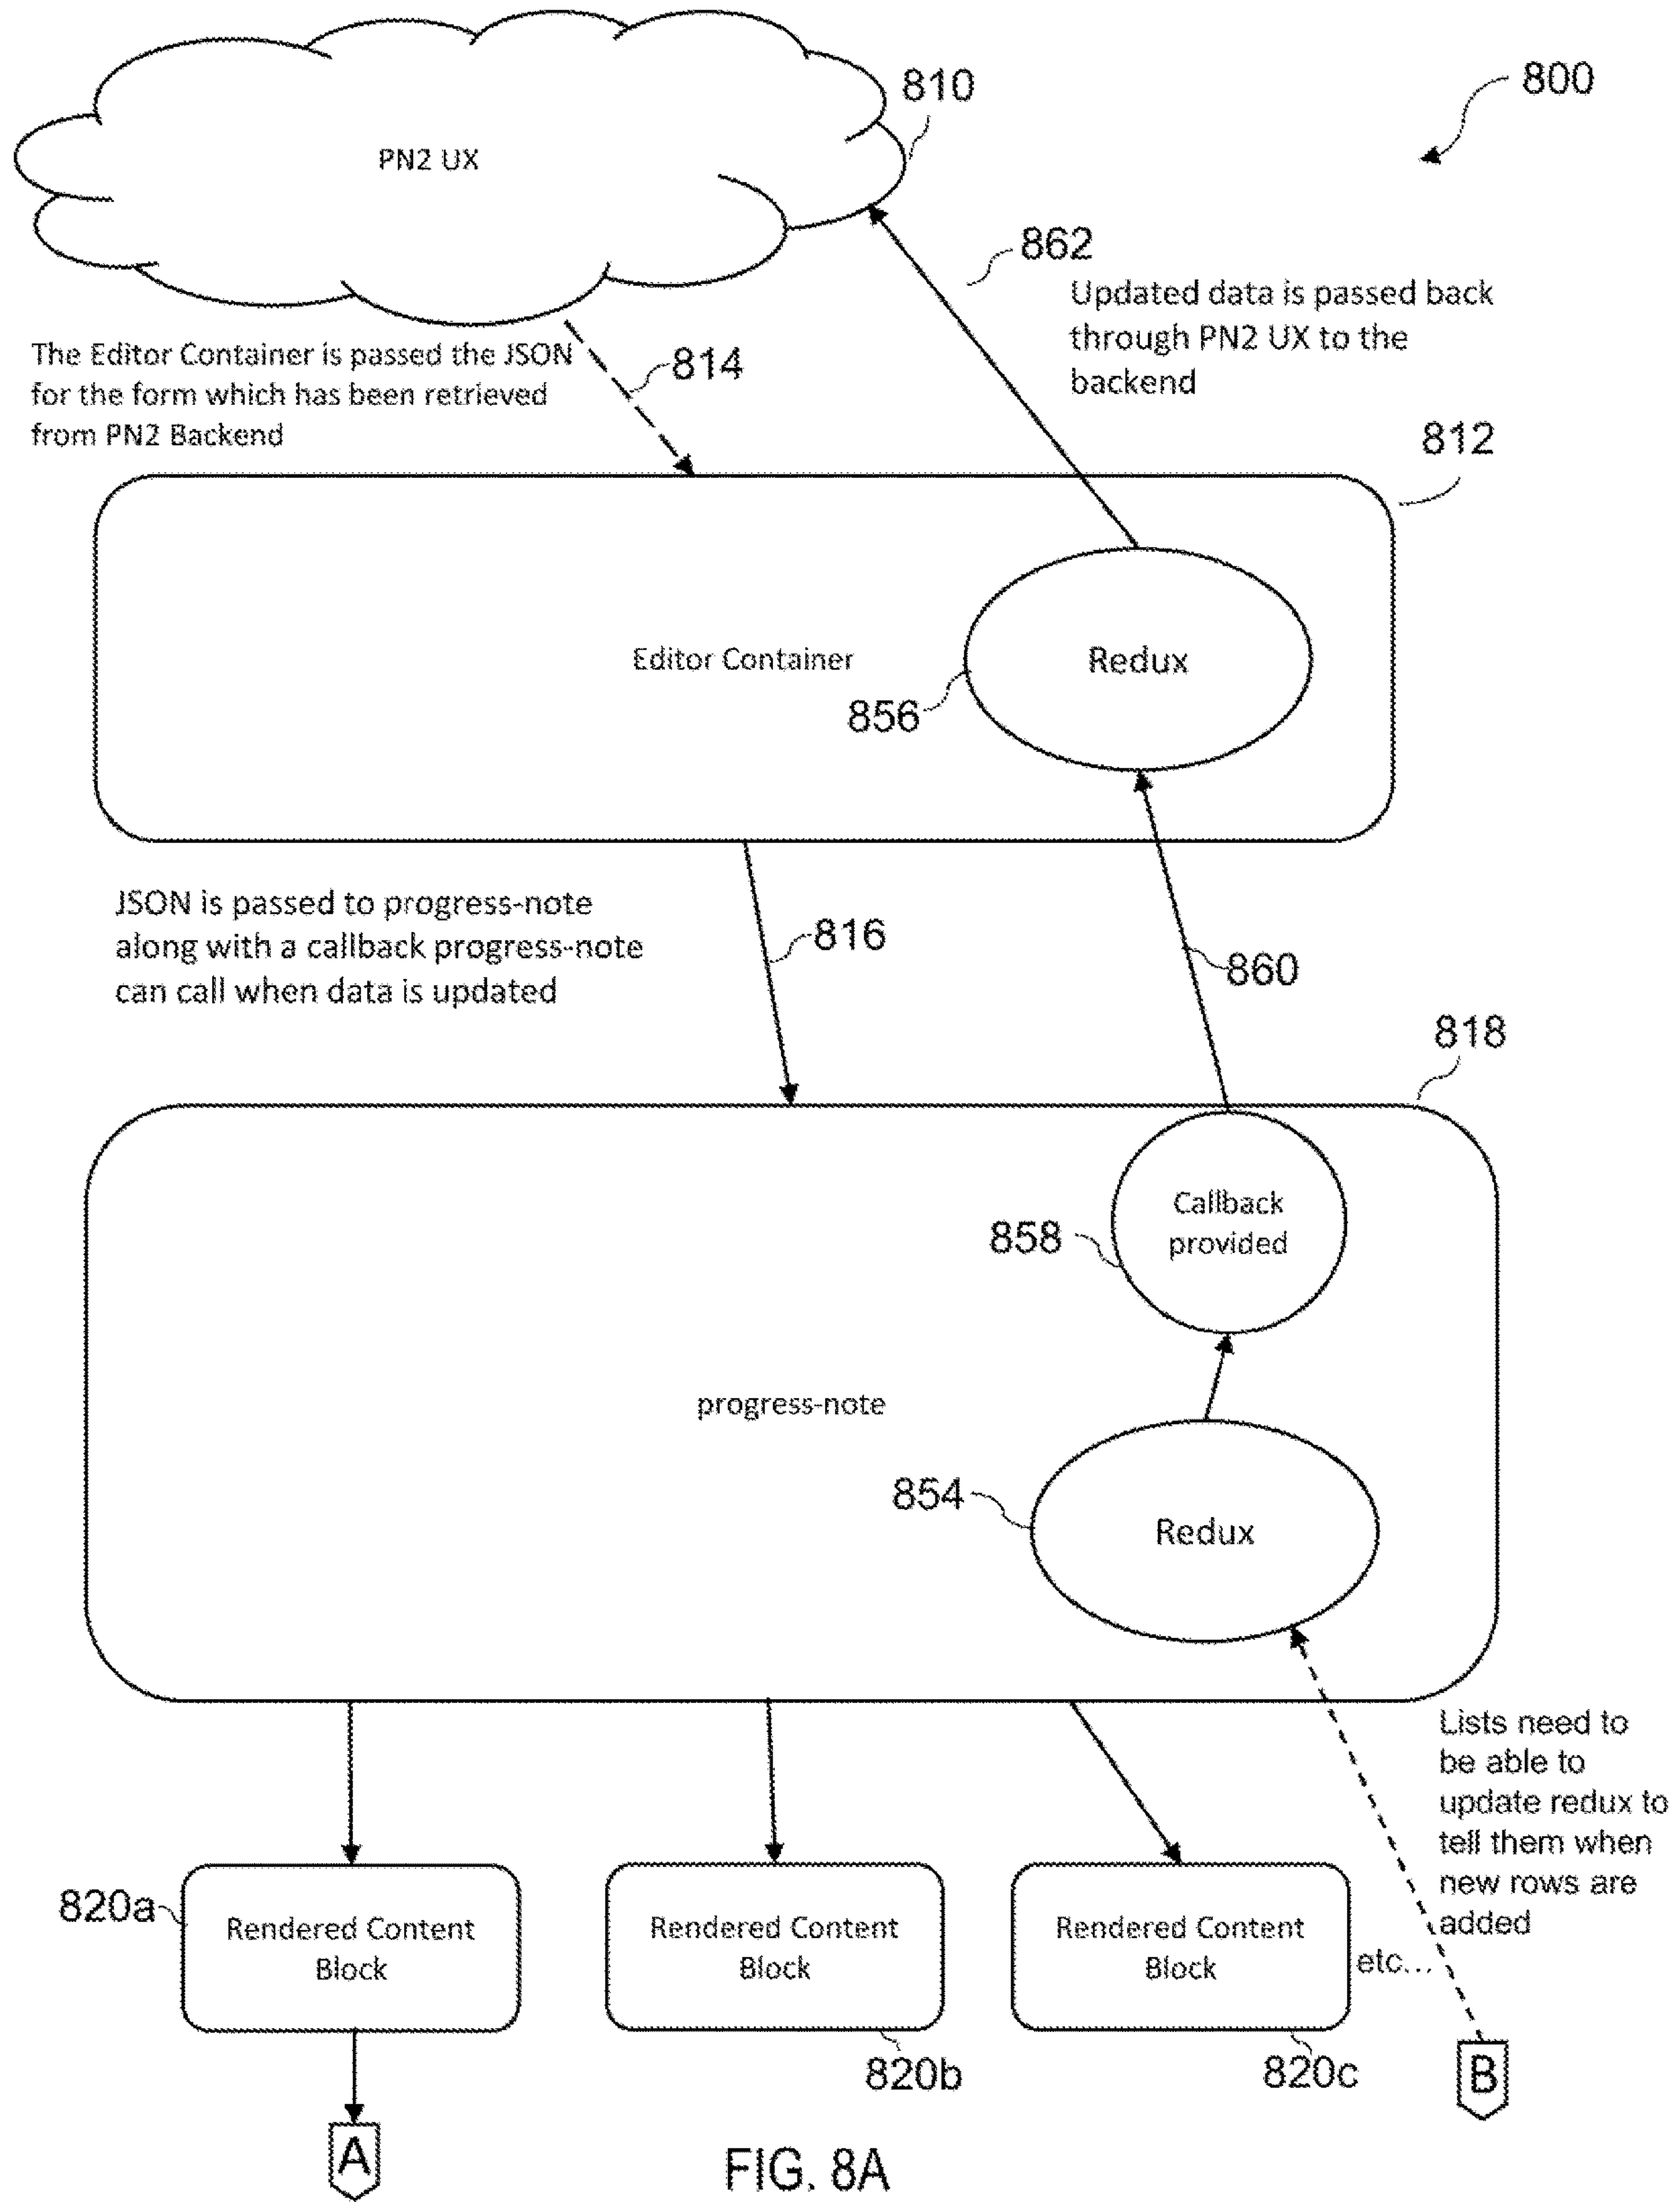 810
800
PN2 UX
862
Updated data is passed back
through PN2 UX to the
backend
The Editor Container is passed the JSON
for the form which has been retrieved
from PN2 Backend
814
812
Editor Container
Redux
856
JSON is passed to progress-note
along with a callback progress-note
can call when data is updated
816
860
818
Callback
provided
858
progress-note
854
Redux
Lists need to
be able to
update redux to
tell them when
new rows are
added
820a
Rendered Content
Block
Rendered Content
Block
Rendered Content
Block
etc...
820b
820c
B
A
FIG. 8A